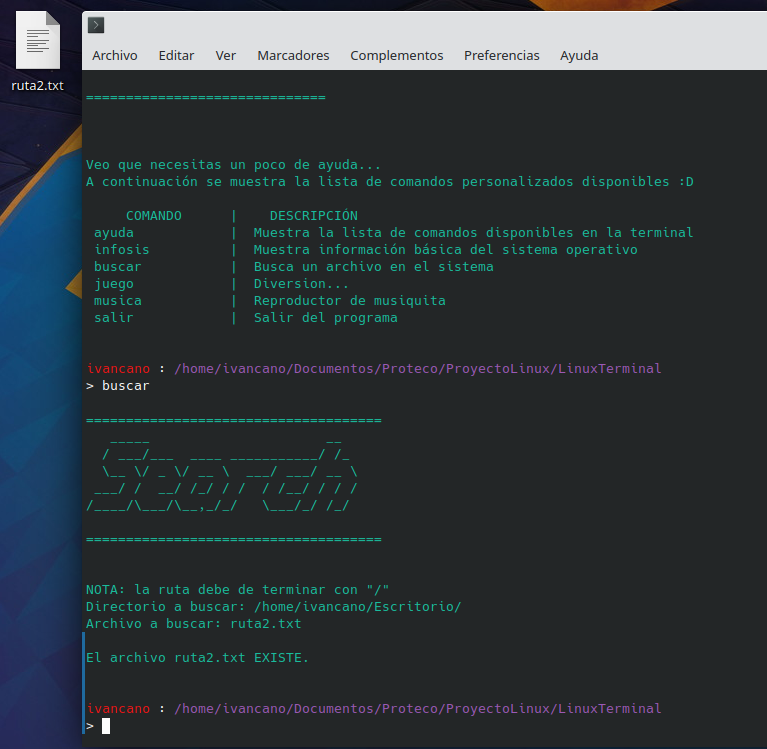 ruta2.txt
Archivo Editar Ver Marcadores Complementos Preferencias Ayuda
==============================
Veo que necesitas un poco de ayuda...
A continuación se muestra la lista de comandos personalizados disponibles :D
COMANDO | DESCRIPCIÓN
ayuda | Muestra la lista de comandos disponibles en la terminal
infosis | Muestra información básica del sistema operativo
buscar | Busca un archivo en el sistema
juego | Diversion...
musica | Reproductor de musiquita
salir | Salir del programa
ivancano : /home/ivancano/Documentos/Proteco/ProyectoLinux/LinuxTerminal
> buscar
=====================================
Search
=====================================
NOTA: la ruta debe de terminar con "/"
Directorio a buscar: /home/ivancano/Escritorio/
Archivo a buscar: ruta2.txt
El archivo ruta2.txt EXISTE.
ivancano : /home/ivancano/Documentos/Proteco/ProyectoLinux/LinuxTerminal
>